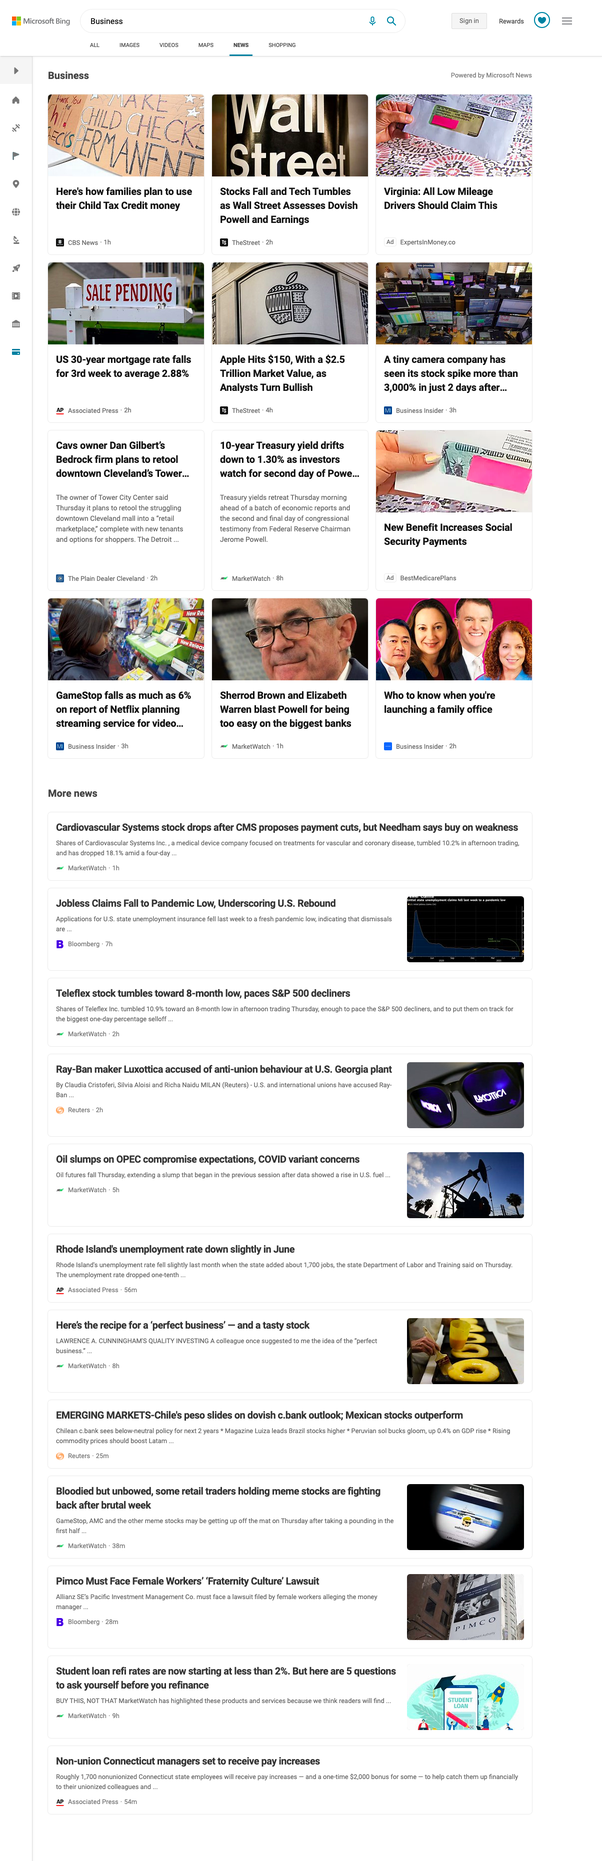 Microsoft Bing
Business
Sign in
Rewards
ALL
IMAGES
VIDEOS
MAPS
NEWS
SHOPPING
Business
Powered by Microsoft News
MAKE
CHILD CHECKS
PERMANENT
Wall
Street
Here's how families plan to use
their Child Tax Credit money
CBS News · 1h
Stocks Fall and Tech Tumbles
as Wall Street Assesses Dovish
Powell and Earnings
TheStreet · 2h
Virginia: All Low Mileage
Drivers Should Claim This
Ad ExpertsInMoney.co
SALE PENDING
US 30-year mortgage rate falls
for 3rd week to average 2.88%
AP Associated Press · 2h
Apple Hits $150, With a $2.5
Trillion Market Value, as
Analysts Turn Bullish
TheStreet · 4h
A tiny camera company has
seen its stock spike more than
3,000% in just 2 days after...
BI Business Insider · 3h
Cavs owner Dan Gilbert's
Bedrock firm plans to retool
downtown Cleveland's Tower...
The owner of Tower City Center said
Thursday it plans to retool the struggling
downtown Cleveland mall into a "retail
marketplace," complete with new tenants
and options for shoppers. The Detroit ...
The Plain Dealer Cleveland · 2h
10-year Treasury yield drifts
down to 1.30% as investors
watch for second day of Powe...
Treasury yields retreat Thursday morning
ahead of a batch of economic reports and
the second and final day of congressional
testimony from Federal Reserve Chairman
Jerome Powell.
MarketWatch · 8h
New Benefit Increases Social
Security Payments
Ad BestMedicarePlans
GameStop falls as much as 6%
on report of Netflix planning
streaming service for video...
BI Business Insider · 3h
Sherrod Brown and Elizabeth
Warren blast Powell for being
too easy on the biggest banks
MarketWatch · 1h
Who to know when you're
launching a family office
Business Insider · 2h
More news
Cardiovascular Systems stock drops after CMS proposes payment cuts, but Needham says buy on weakness
Shares of Cardiovascular Systems Inc. , a medical device company focused on treatments for vascular and coronary disease, tumbled 10.2% in afternoon trading,
and has dropped 18.1% amid a four-day ...
MarketWatch · 1h
Jobless Claims Fall to Pandemic Low, Underscoring U.S. Rebound
Applications for U.S. state unemployment insurance fell last week to a fresh pandemic low, indicating that dismissals
are ...
B Bloomberg · 7h
Teleflex stock tumbles toward 8-month low, paces S&P 500 decliners
Shares of Teleflex Inc. tumbled 10.9% toward an 8-month low in afternoon trading Thursday, enough to pace the S&P 500 decliners, and to put them on track for
the biggest one-day percentage selloff ...
MarketWatch · 2h
Ray-Ban maker Luxottica accused of anti-union behaviour at U.S. Georgia plant
By Claudia Cristoferi, Silvia Aloisi and Richa Naidu MILAN (Reuters) - U.S. and international unions have accused Ray-
Ban ...
Reuters · 2h
Oil slumps on OPEC compromise expectations, COVID variant concerns
Oil futures fall Thursday, extending a slump that began in the previous session after data showed a rise in U.S. fuel ...
MarketWatch · 5h
Rhode Island's unemployment rate down slightly in June
Rhode Island's unemployment rate fell slightly last month when the state added about 1,700 jobs, the state Department of Labor and Training said on Thursday.
The unemployment rate dropped one-tenth ...
AP Associated Press · 56m
Here's the recipe for a 'perfect business' — and a tasty stock
LAWRENCE A. CUNNINGHAM'S QUALITY INVESTING A colleague once suggested to me the idea of the "perfect
business." ...
MarketWatch · 8h
EMERGING MARKETS-Chile's peso slides on dovish c.bank outlook; Mexican stocks outperform
Chilean c.bank sees below-neutral policy for next 2 years * Magazine Luiza leads Brazil stocks higher * Peruvian sol bucks gloom, up 0.4% on GDP rise * Rising
commodity prices should boost Latam ...
Reuters · 25m
Bloodied but unbowed, some retail traders holding meme stocks are fighting
back after brutal week
GameStop, AMC and the other meme stocks may be getting up off the mat on Thursday after taking a pounding in the
first half ...
MarketWatch · 38m
Pimco Must Face Female Workers' 'Fraternity Culture' Lawsuit
Allianz SE's Pacific Investment Management Co. must face a lawsuit filed by female workers alleging the money
manager ...
B Bloomberg · 28m
PIMCO
Student loan refi rates are now starting at less than 2%. But here are 5 questions
to ask yourself before you refinance
BUY THIS, NOT THAT MarketWatch has highlighted these products and services because we think readers will find ...
MarketWatch · 9h
STUDENT
LOAN
Non-union Connecticut managers set to receive pay increases
Roughly 1,700 nonunionized Connecticut state employees will receive pay increases — and a one-time $2,000 bonus for some — to help catch them up financially
to their unionized colleagues and ...
AP Associated Press · 54m